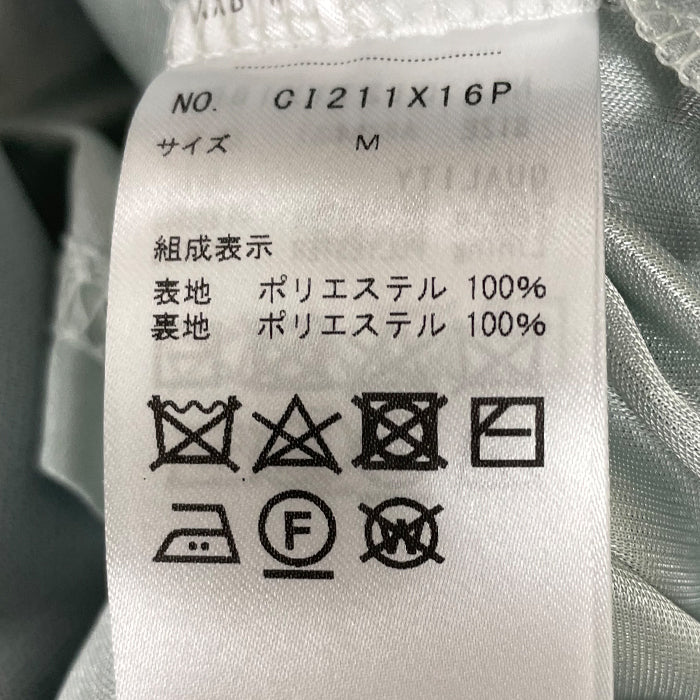 NO. CI211X16P
サイズ M
組成表示
表地 ポリエステル 100%
裏地 ポリエステル 100%
F
W